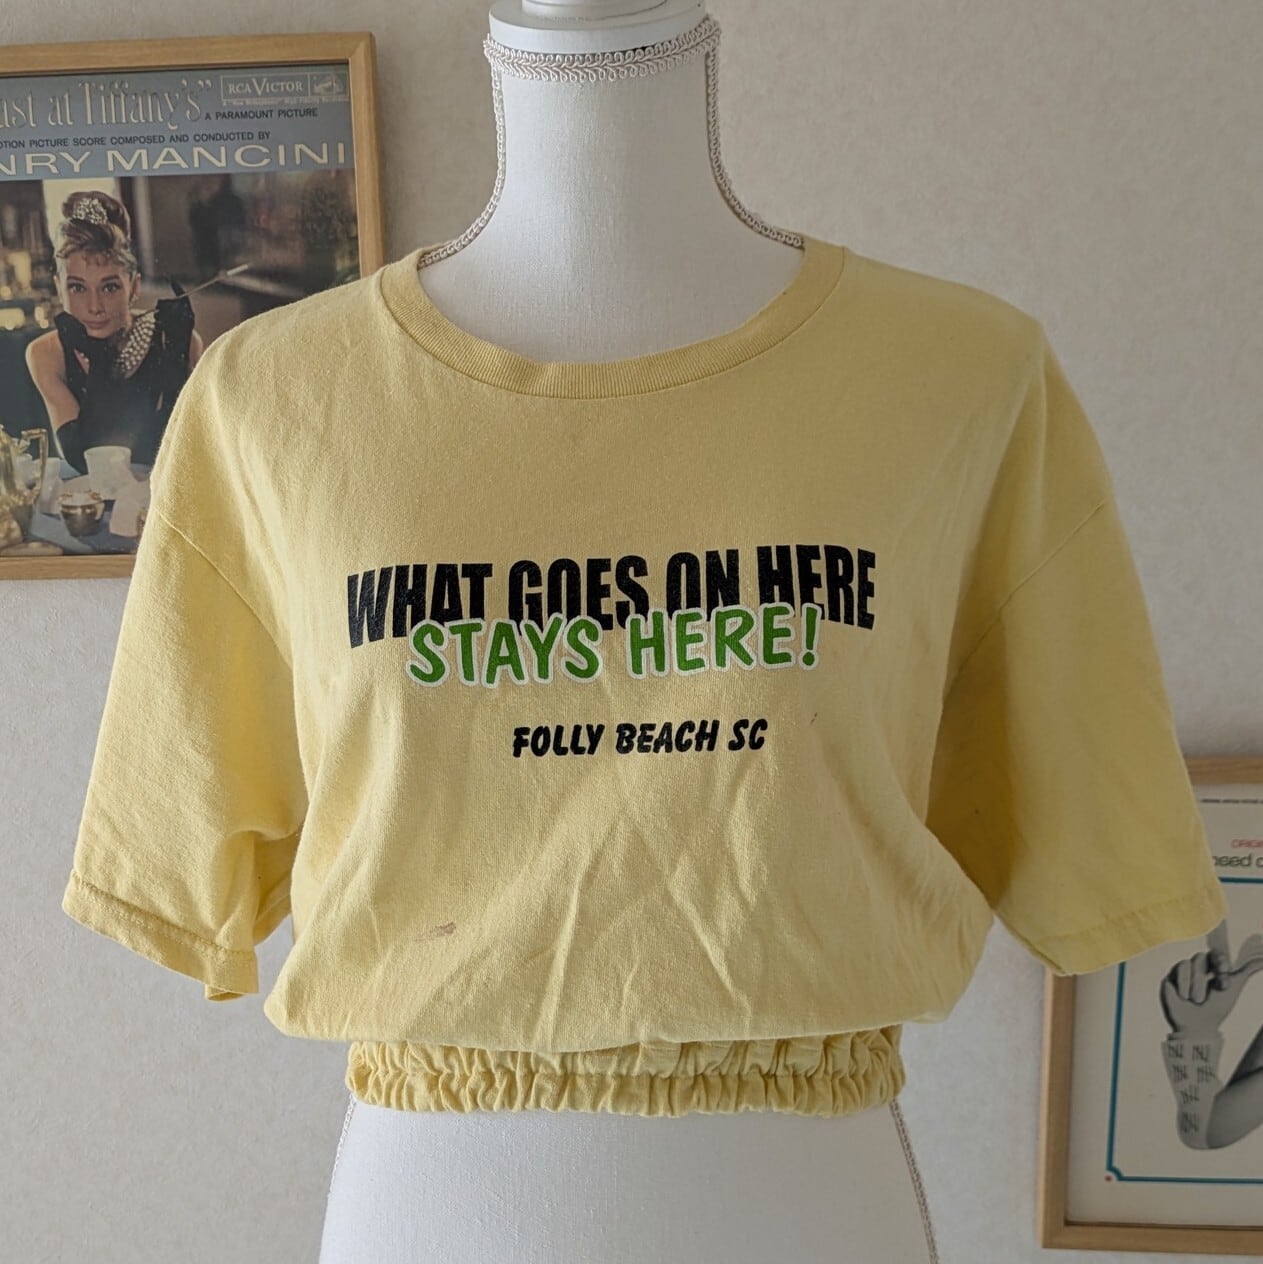 ast at Tiffany's"
RCA VICTOR
A PARAMOUNT PICTURE
OTION PICTURE SCORE COMPOSED AND CONDUCTED BY
NRY MANCINI
WHAT GOES ON HERE
STAYS HERE!
FOLLY BEACH SC